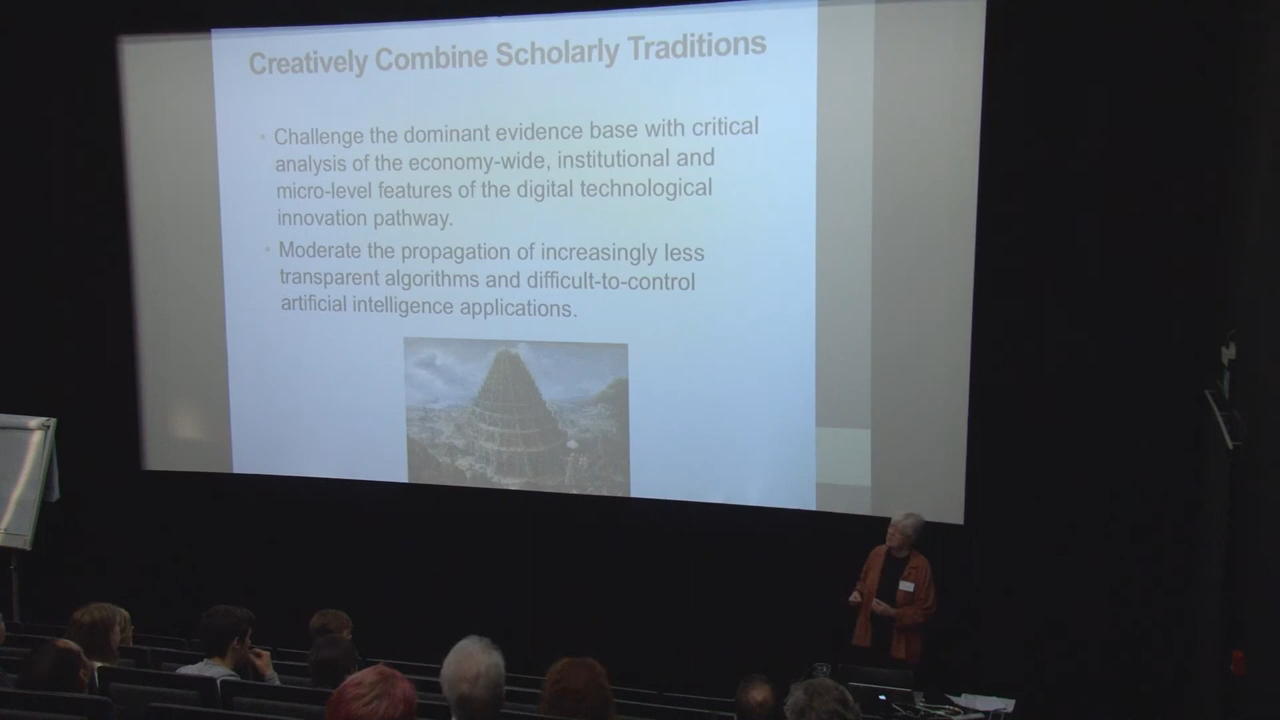 Creatively Combine Scholarly Traditions
• Challenge the dominant evidence base with critical
analysis of the economy-wide, institutional and
micro-level features of the digital technological
innovation pathway.
• Moderate the propagation of increasingly less
transparent algorithms and difficult-to-control
artificial intelligence applications.